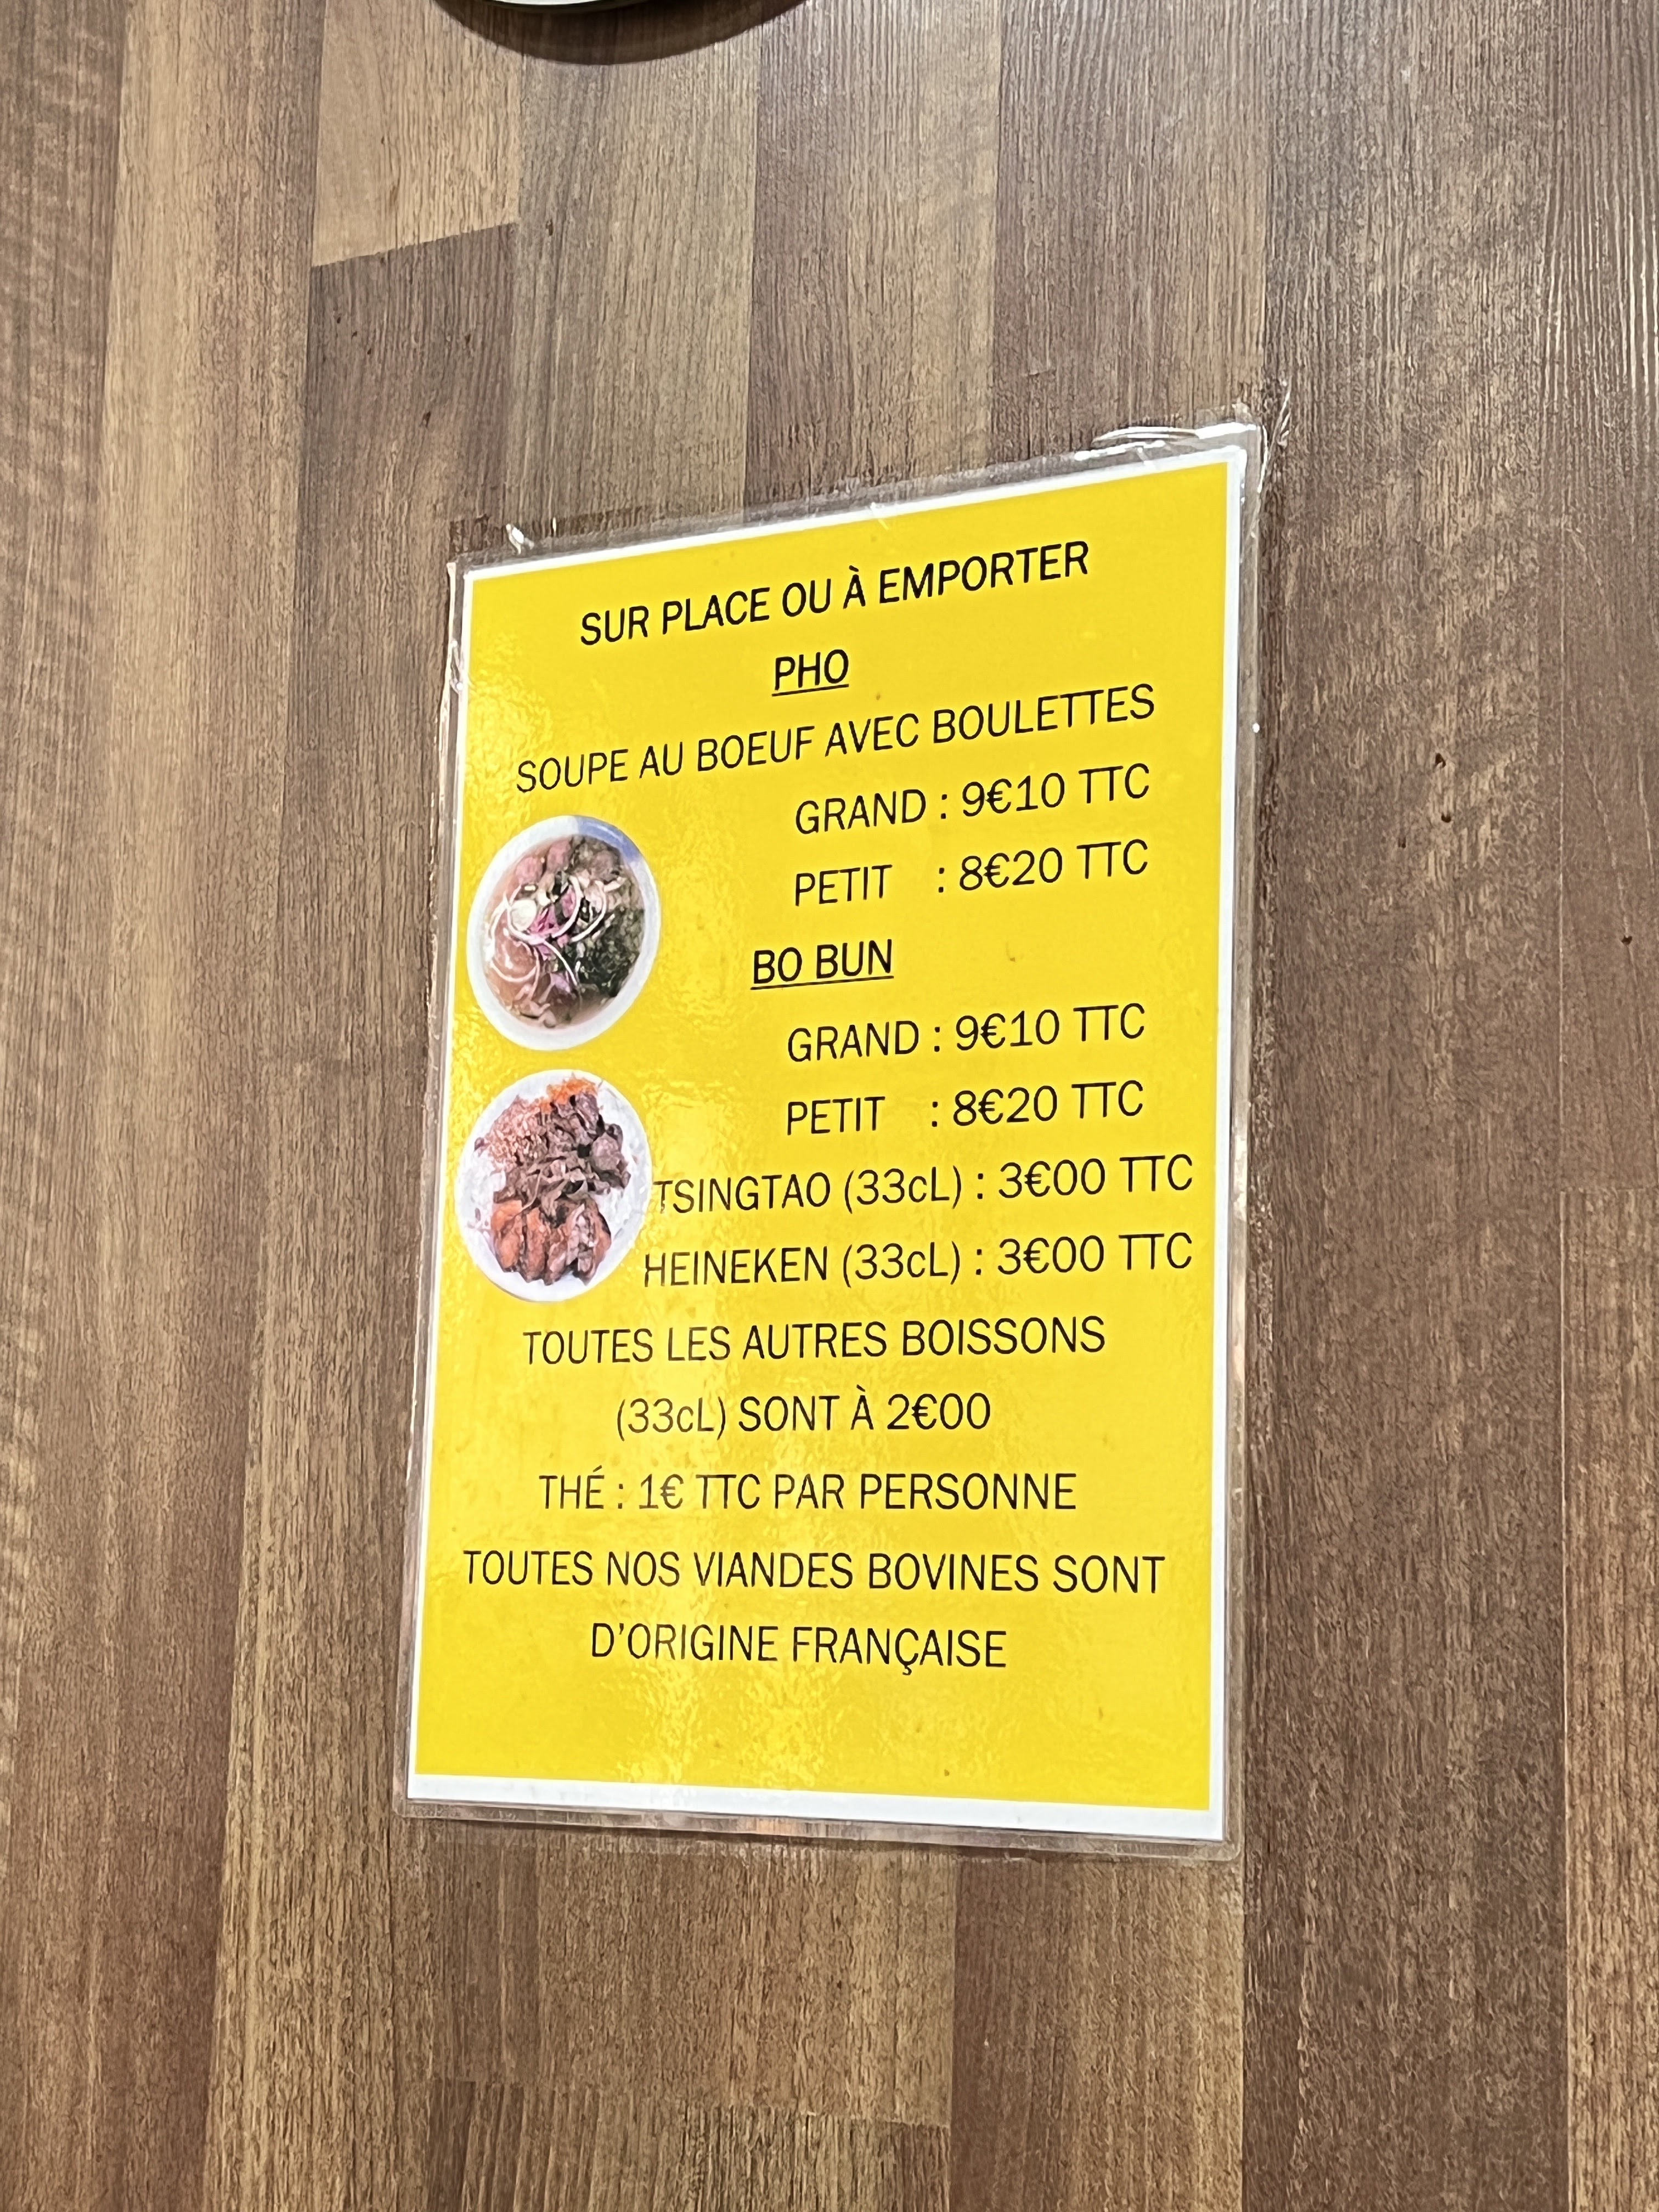 SUR PLACE OU À EMPORTER
PHO
SOUPE AU BOEUF AVEC BOULETTES
GRAND : 9€10 TTC
PETIT : 8€20 TTC
BO BUN
GRAND : 9€10 TTC
PETIT : 8€20 TTC
TSINGTAO (33cL) : 3€00 TTC
HEINEKEN (33cL) : 3€00 TTC
TOUTES LES AUTRES BOISSONS
(33cL) SONT À 2€00
THÉ : 1€ TTC PAR PERSONNE
TOUTES NOS VIANDES BOVINES SONT
D'ORIGINE FRANÇAISE